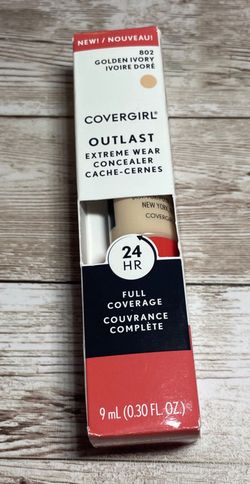 NEW! / NOUVEAU!
802
GOLDEN IVORY
IVOIRE DORÉ
COVERGIRL®
OUTLAST
EXTREME WEAR
CONCEALER
CACHE-CERNES
NEW YORK
COVERGIR
24
HR
FULL
COVERAGE
COUVRANCE
COMPLÈTE
9 mL (0.30 FL. OZ.)